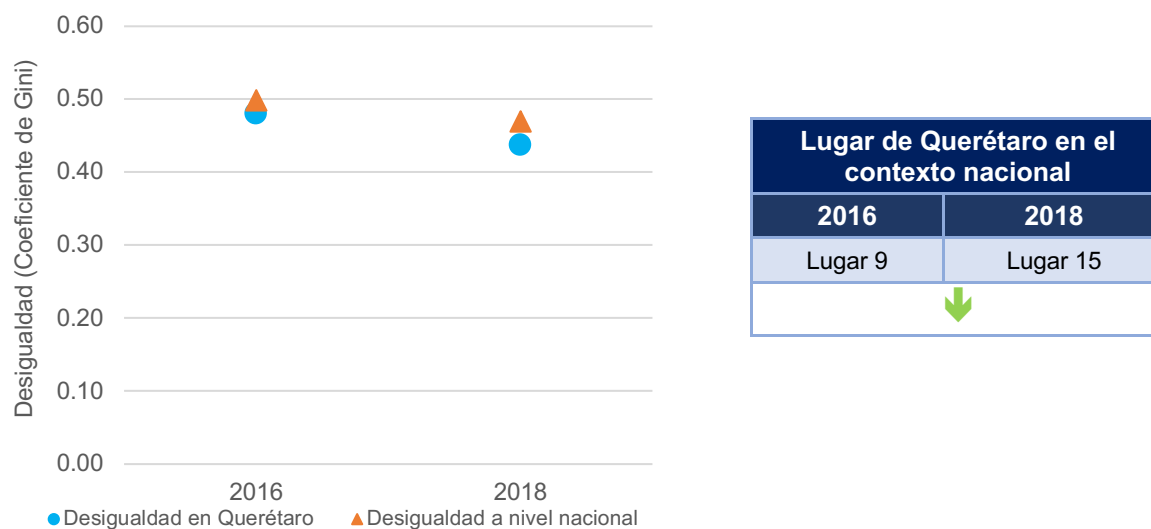 Desigualdad (Coeficiente de Gini)
0.60
0.50
0.40
0.30
0.20
0.10
0.00
2016
2018
Desigualdad en Querétaro
Desigualdad a nivel nacional
Lugar de Querétaro en el
contexto nacional
2016
2018
Lugar 9
Lugar 15